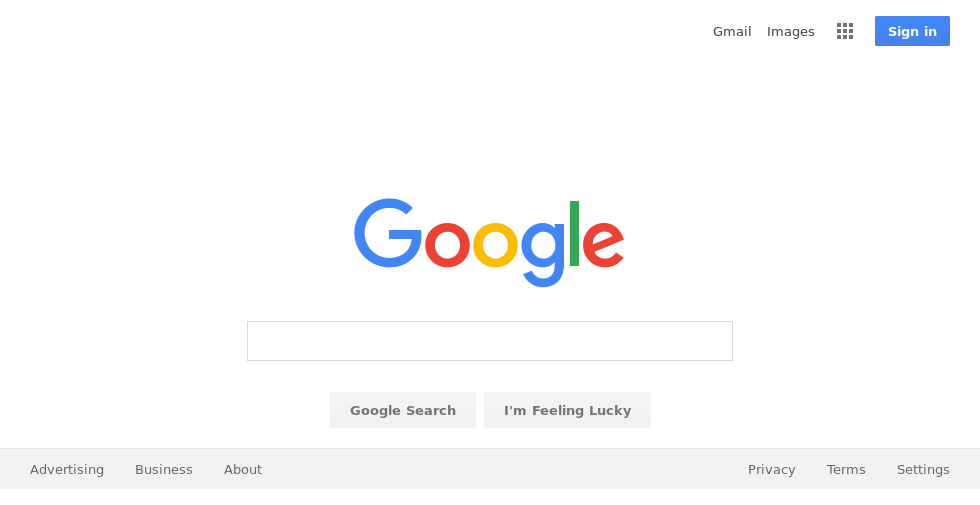 Gmail Images Sign in
Google
Google Search I'm Feeling Lucky
Advertising Business About Privacy Terms Settings